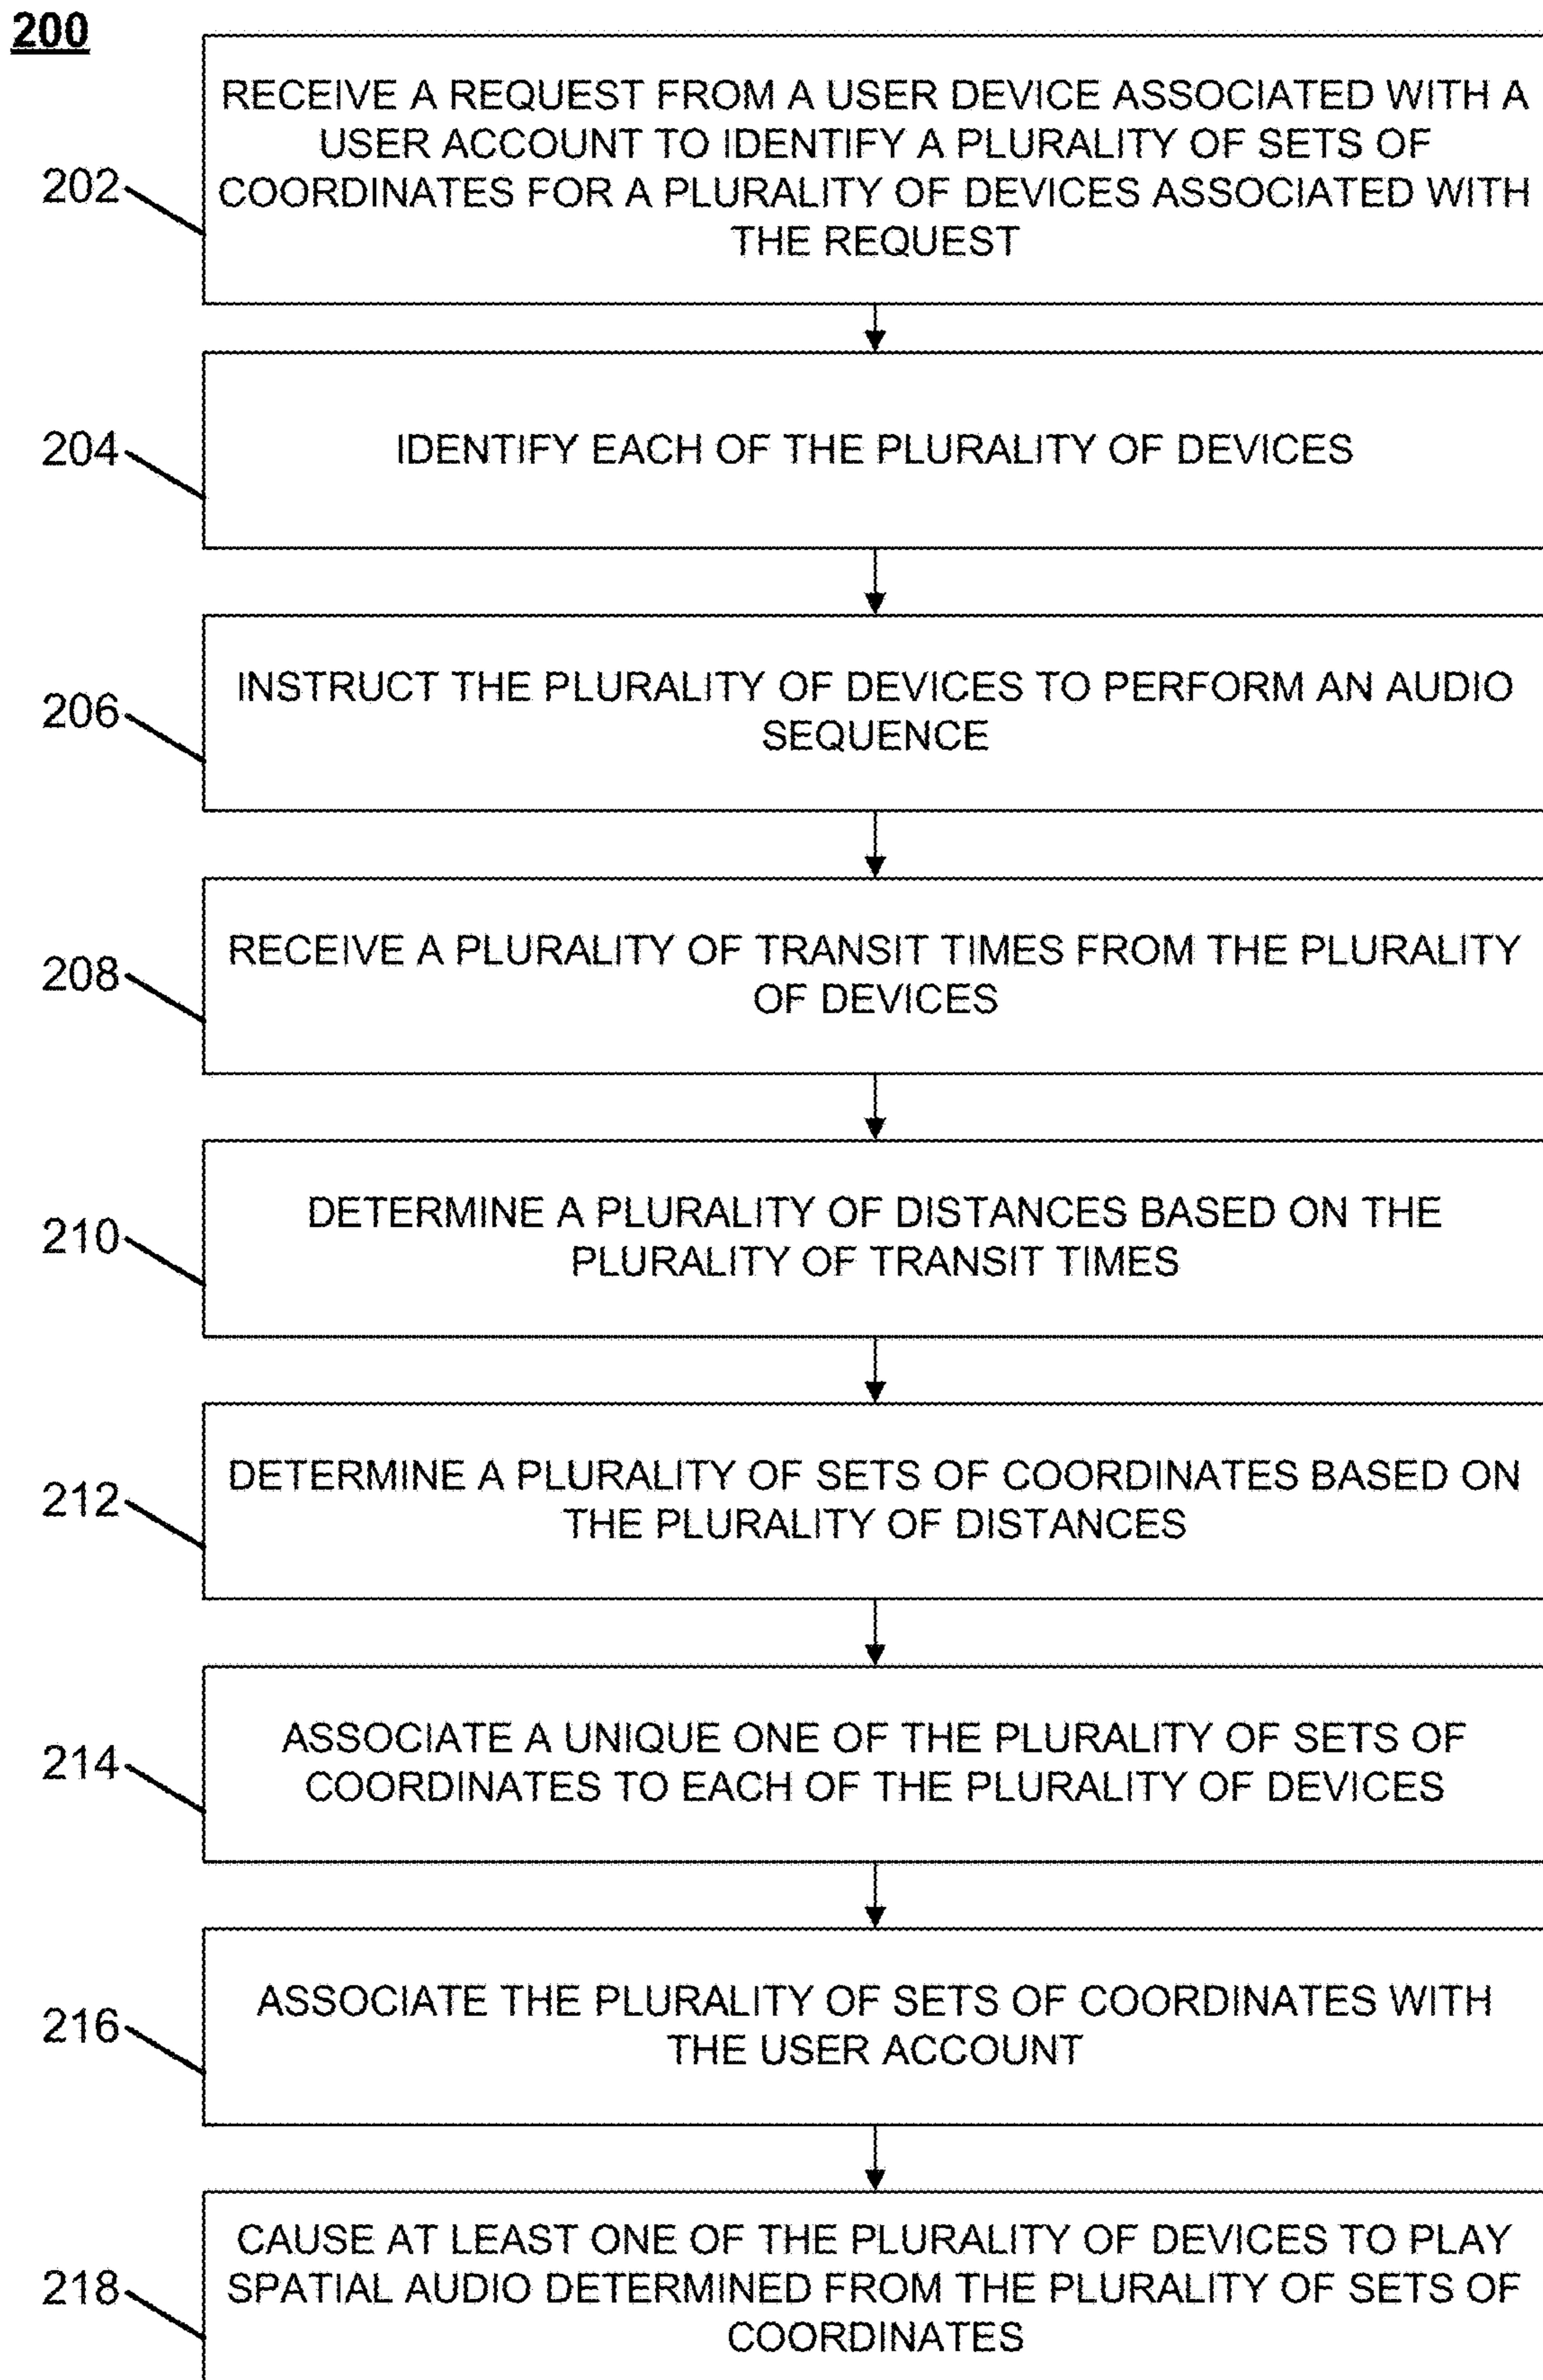 200
RECEIVE A REQUEST FROM A USER DEVICE ASSOCIATED WITH A
USER ACCOUNT TO IDENTIFY A PLURALITY OF SETS OF
COORDINATES FOR A PLURALITY OF DEVICES ASSOCIATED WITH
THE REQUEST
202
IDENTIFY EACH OF THE PLURALITY OF DEVICES
204
INSTRUCT THE PLURALITY OF DEVICES TO PERFORM AN AUDIO
SEQUENCE
206
RECEIVE A PLURALITY OF TRANSIT TIMES FROM THE PLURALITY
OF DEVICES
208
DETERMINE A PLURALITY OF DISTANCES BASED ON THE
PLURALITY OF TRANSIT TIMES
210
DETERMINE A PLURALITY OF SETS OF COORDINATES BASED ON
THE PLURALITY OF DISTANCES
212
ASSOCIATE A UNIQUE ONE OF THE PLURALITY OF SETS OF
COORDINATES TO EACH OF THE PLURALITY OF DEVICES
214
ASSOCIATE THE PLURALITY OF SETS OF COORDINATES WITH
THE USER ACCOUNT
216
CAUSE AT LEAST ONE OF THE PLURALITY OF DEVICES TO PLAY
SPATIAL AUDIO DETERMINED FROM THE PLURALITY OF SETS OF
COORDINATES
218